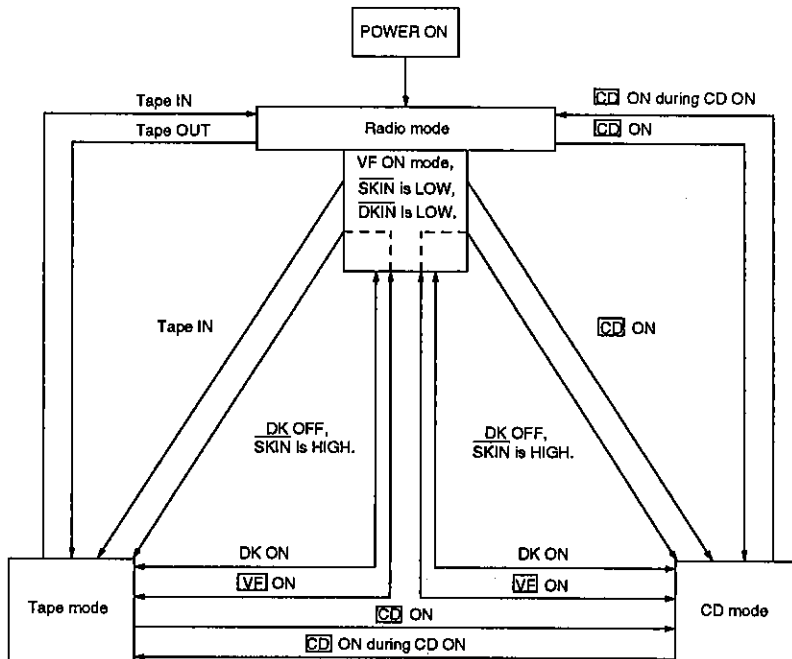 POWER ON
Tape IN
CD ON during CD ON
Radio mode
Tape OUT
CD ON
VF ON mode,
SKIN is LOW,
DKIN is LOW.
Tape IN
CD ON
DK OFF,
SKIN is HIGH.
DK OFF,
SKIN is HIGH.
DK ON
DK ON
VF ON
VF ON
Tape mode
CD ON
CD mode
CD ON during CD ON